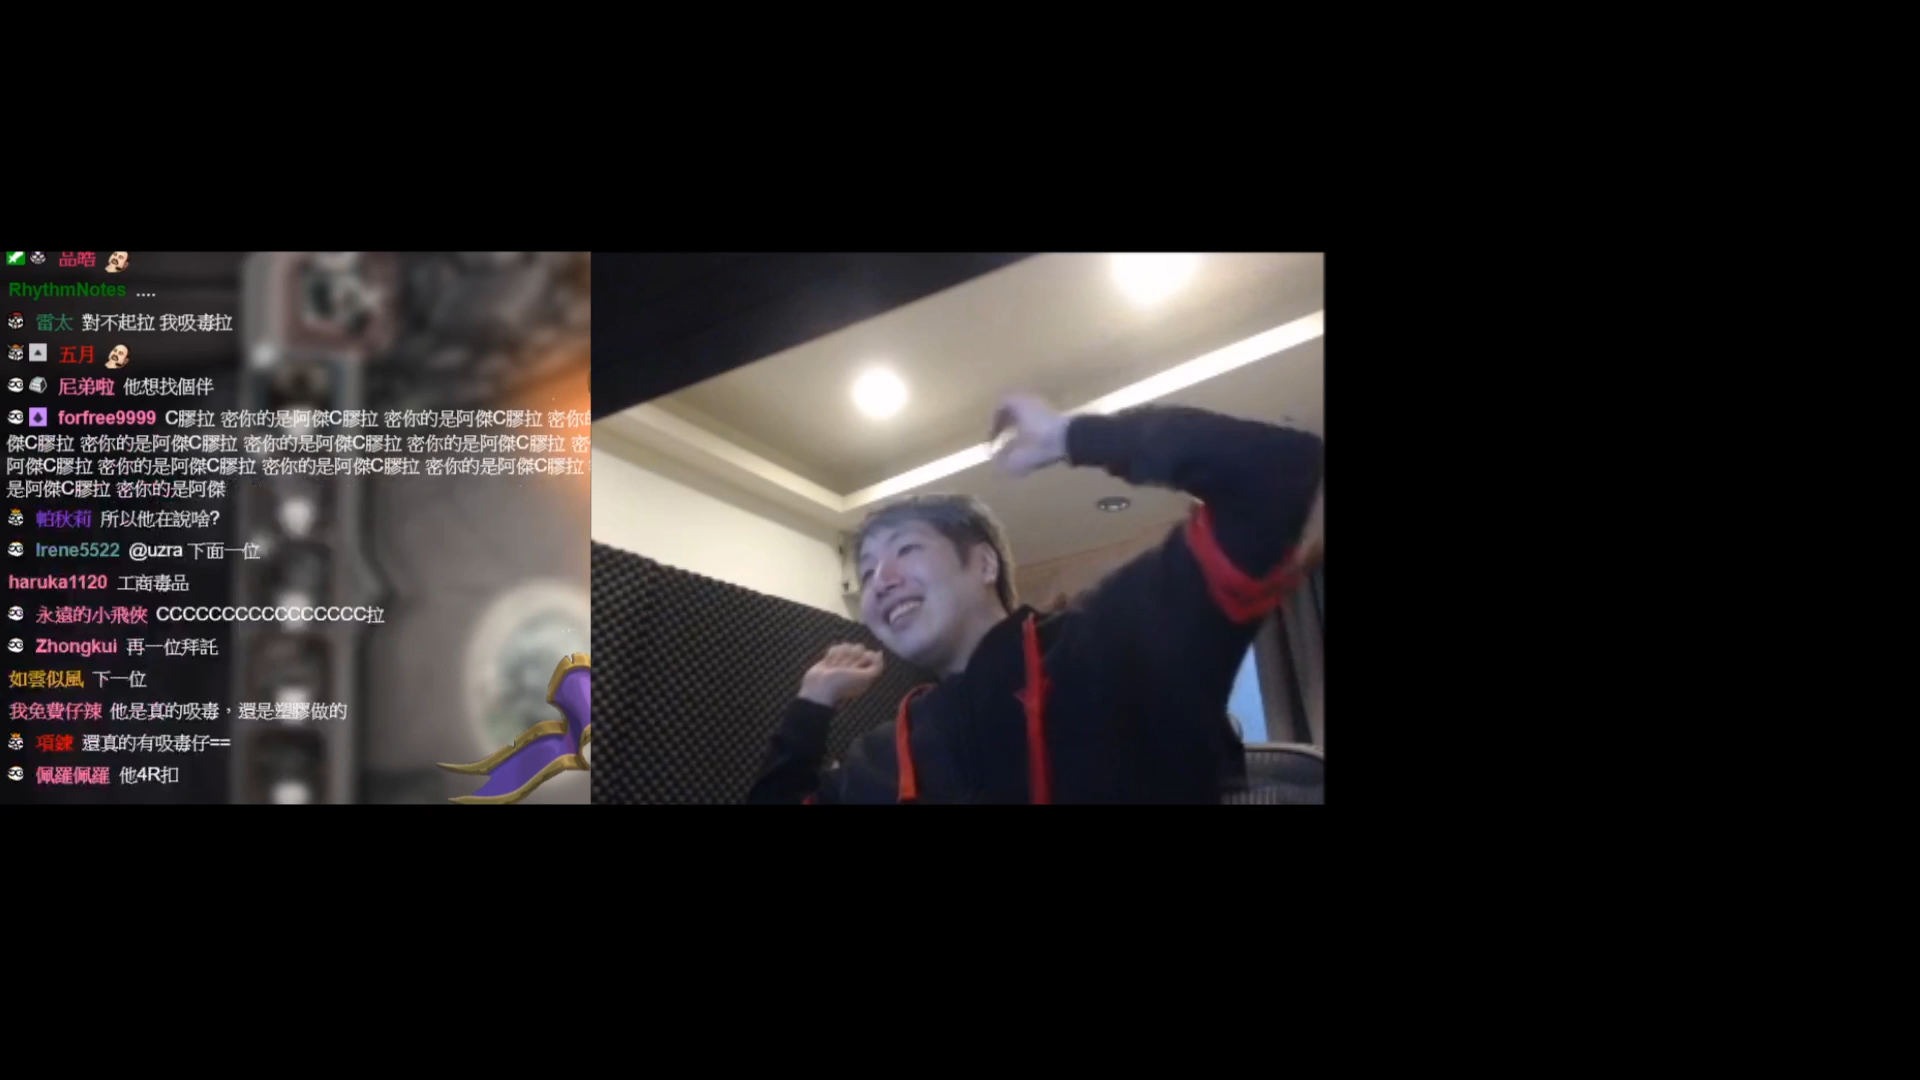 品晧
RhythmNotes ....
雷太 對不起拉 我吸毒拉
五月
尼弟啦 他想找個伴
forfree9999 C膠拉 密你的是阿傑C膠拉 密你的是阿傑C膠拉 密你的
傑C膠拉 密你的是阿傑C膠拉 密你的是阿傑C膠拉 密你的是阿傑C膠拉 密
阿傑C膠拉 密你的是阿傑C膠拉 密你的是阿傑C膠拉 密你的是阿傑C膠拉
是阿傑C膠拉 密你的是阿傑
帕秋莉 所以他在說啥?
Irene5522 @uzra 下面一位
haruka1120 工商毒品
永遠的小飛俠 CCCCCCCCCCCCCCCC拉
Zhongkui 再一位拜託
如雲似風 下一位
我免費仔辣 他是真的吸毒，還是塑膠做的
項鍊 還真的有吸毒仔==
佩羅佩羅 他4R扣